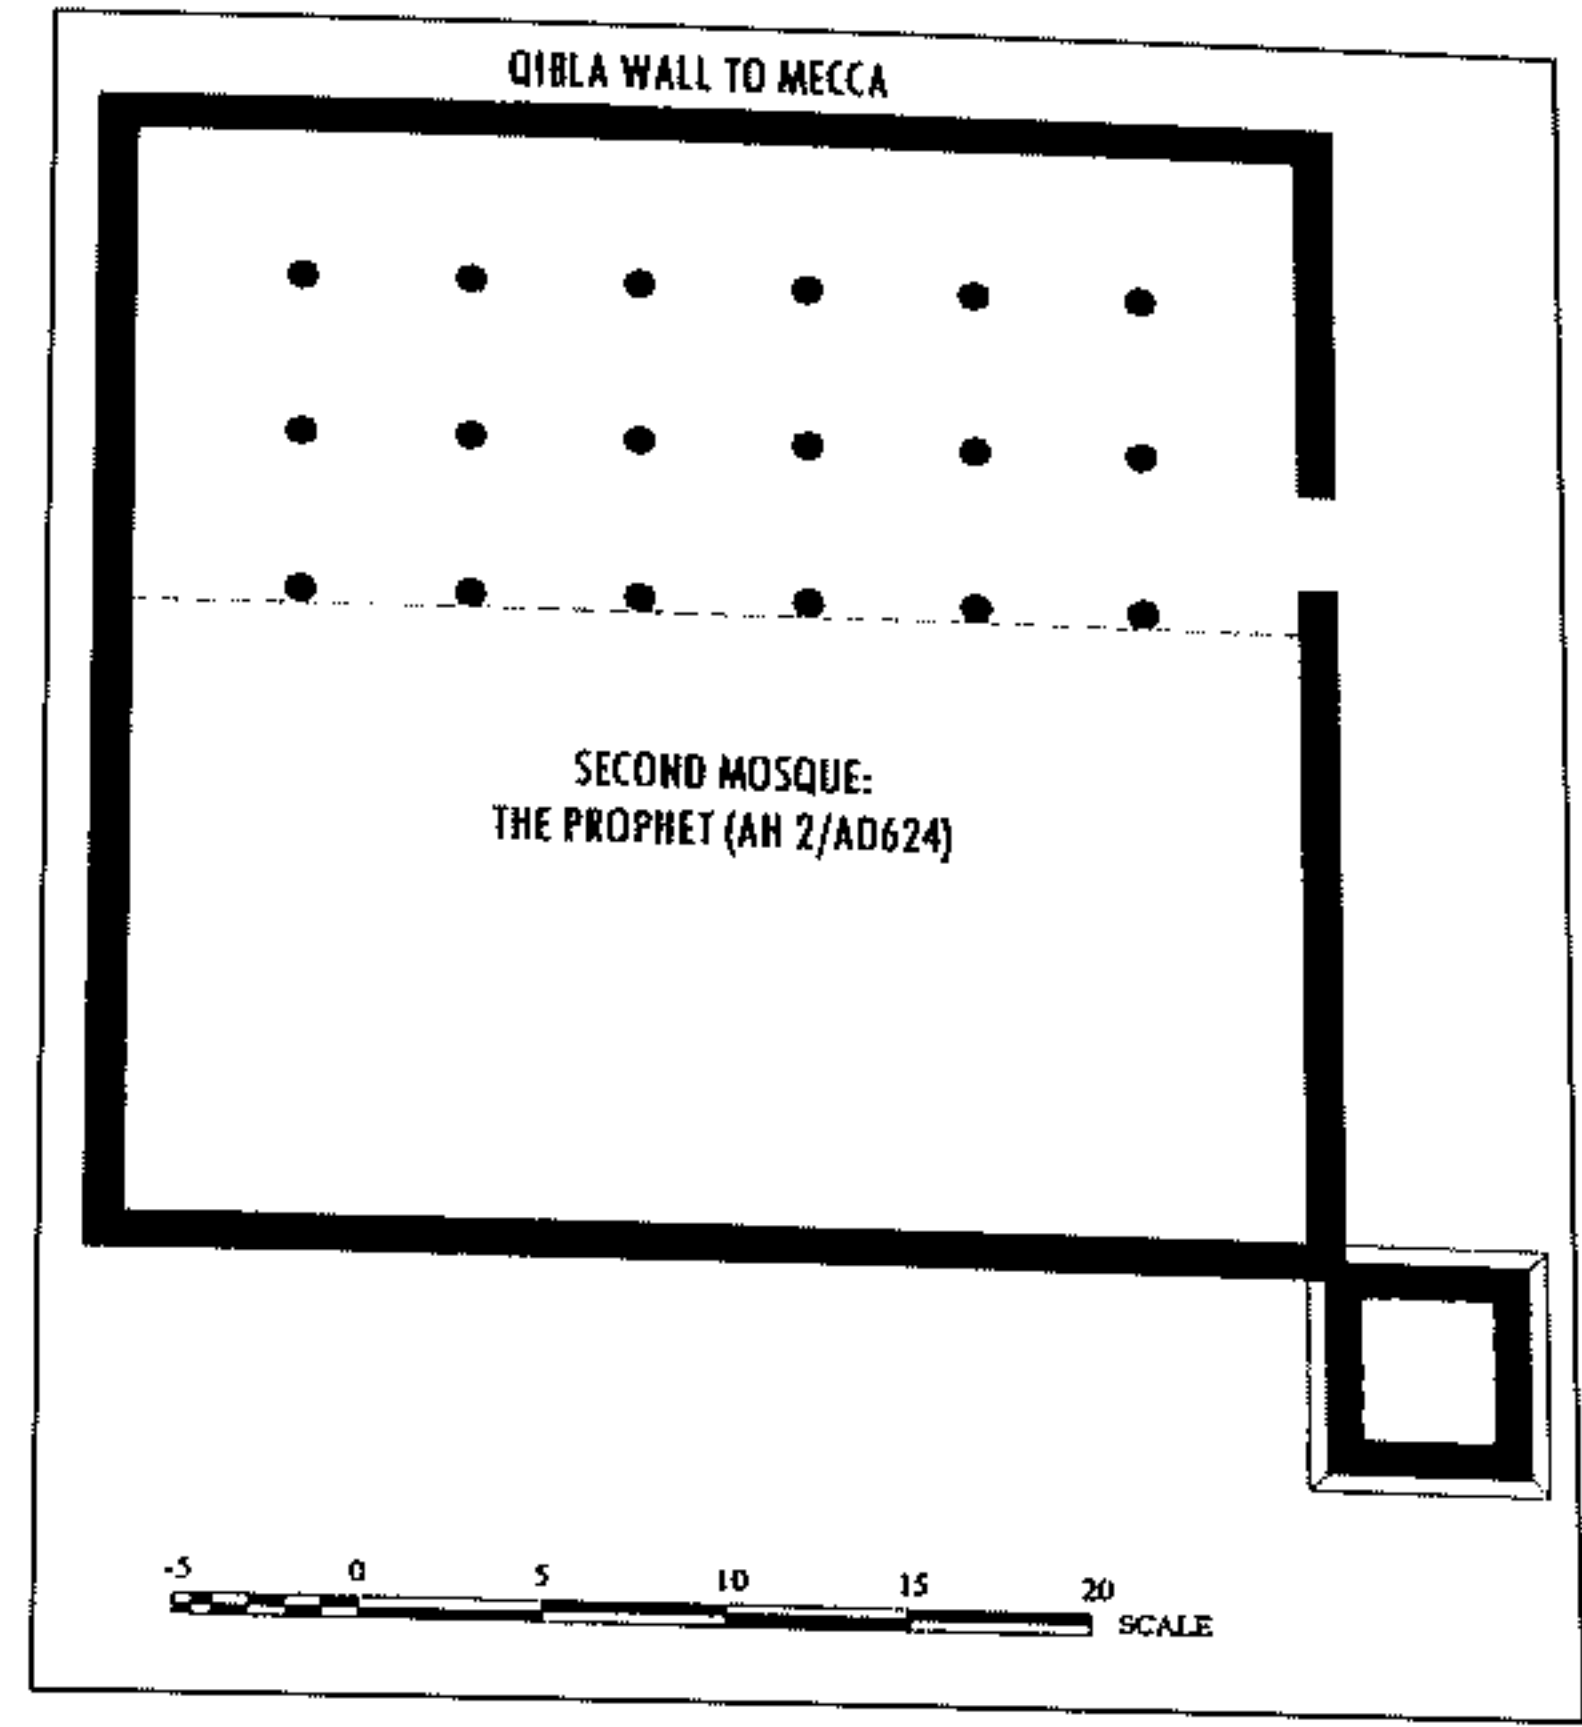 QIBLA WALL TO MECCA
SECOND MOSQUE:
THE PROPHET (AH 2/AD624)
-5 0 5 10 15 20
SCALE